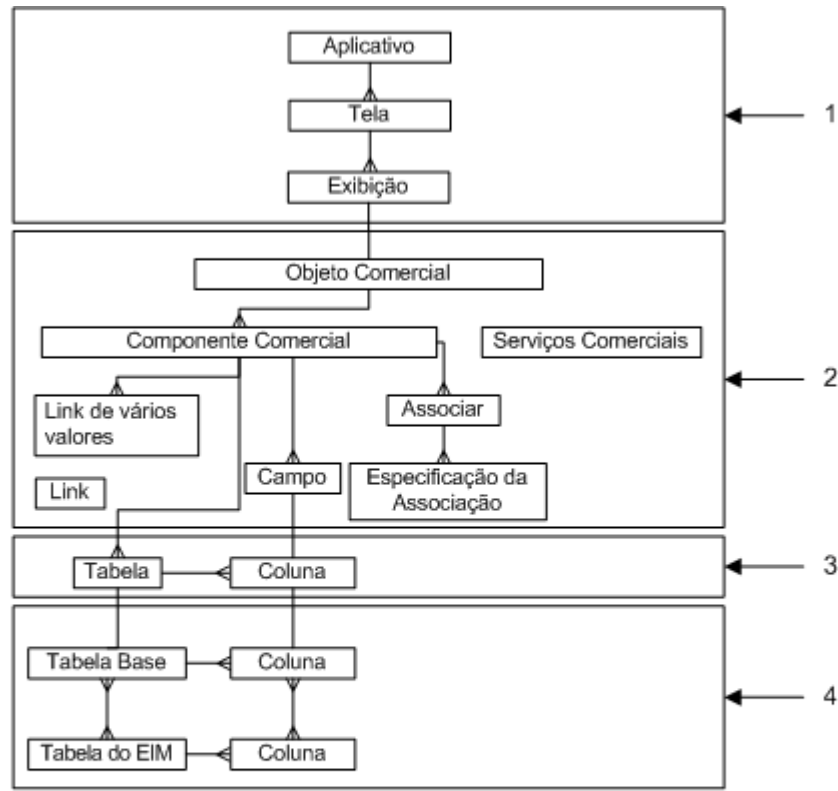 Aplicativo
Tela
1
Exibição
Objeto Comercial
Componente Comercial
Serviços Comerciais
2
Link de vários
valores
Associar
Link
Campo
Especificação da
Associação
Tabela
Coluna
3
Tabela Base
Coluna
4
Tabela do EIM
Coluna